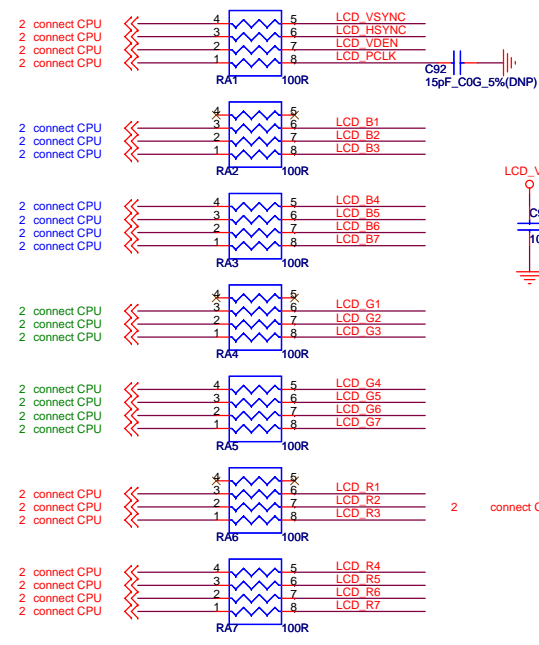 2 connect CPU 4 5 LCD_VSYNC
2 connect CPU 3 6 LCD_HSYNC
2 connect CPU 2 7 LCD_VDEN
2 connect CPU 1 8 LCD_PCLK
RA1 100R
C92
15pF_C0G_5%(DNP)
4 5
2 connect CPU 3 6 LCD_B1
2 connect CPU 2 7 LCD_B2
2 connect CPU 1 8 LCD_B3
RA2 100R
LCD_V
2 connect CPU 4 5 LCD_B4
2 connect CPU 3 6 LCD_B5
2 connect CPU 2 7 LCD_B6
2 connect CPU 1 8 LCD_B7
RA3 100R
C9
10
4 5
2 connect CPU 3 6 LCD_G1
2 connect CPU 2 7 LCD_G2
2 connect CPU 1 8 LCD_G3
RA4 100R
2 connect CPU 4 5 LCD_G4
2 connect CPU 3 6 LCD_G5
2 connect CPU 2 7 LCD_G6
2 connect CPU 1 8 LCD_G7
RA5 100R
4 5
2 connect CPU 3 6 LCD_R1
2 connect CPU 2 7 LCD_R2 2 connect C
2 connect CPU 1 8 LCD_R3
RA6 100R
2 connect CPU 4 5 LCD_R4
2 connect CPU 3 6 LCD_R5
2 connect CPU 2 7 LCD_R6
2 connect CPU 1 8 LCD_R7
RA7 100R